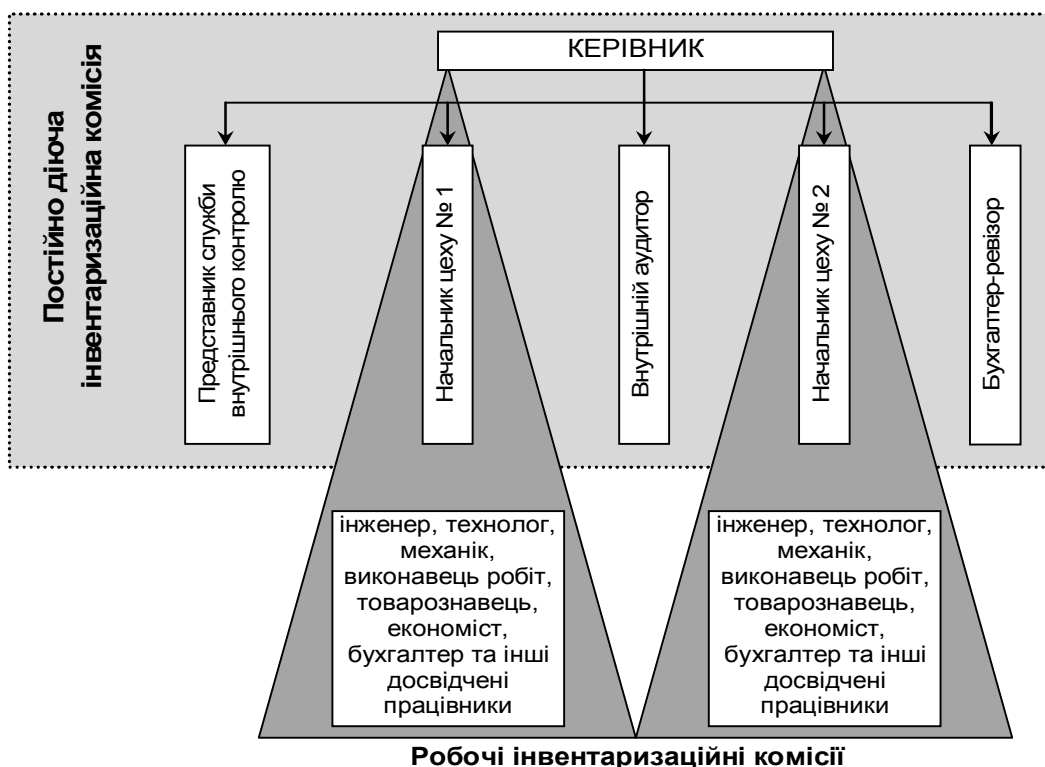 КЕРІВНИК
Постійно діюча
інвентаризаційна комісія
Представник служби
внутрішнього контролю
Начальник цеху № 1
Внутрішній аудитор
Начальник цеху № 2
Бухгалтер-ревізор
інженер, технолог,
механік,
виконавець робіт,
товарознавець,
економіст,
бухгалтер та інші
досвідчені
працівники
інженер, технолог,
механік,
виконавець робіт,
товарознавець,
економіст,
бухгалтер та інші
досвідчені
працівники
Робочі інвентаризаційні комісії